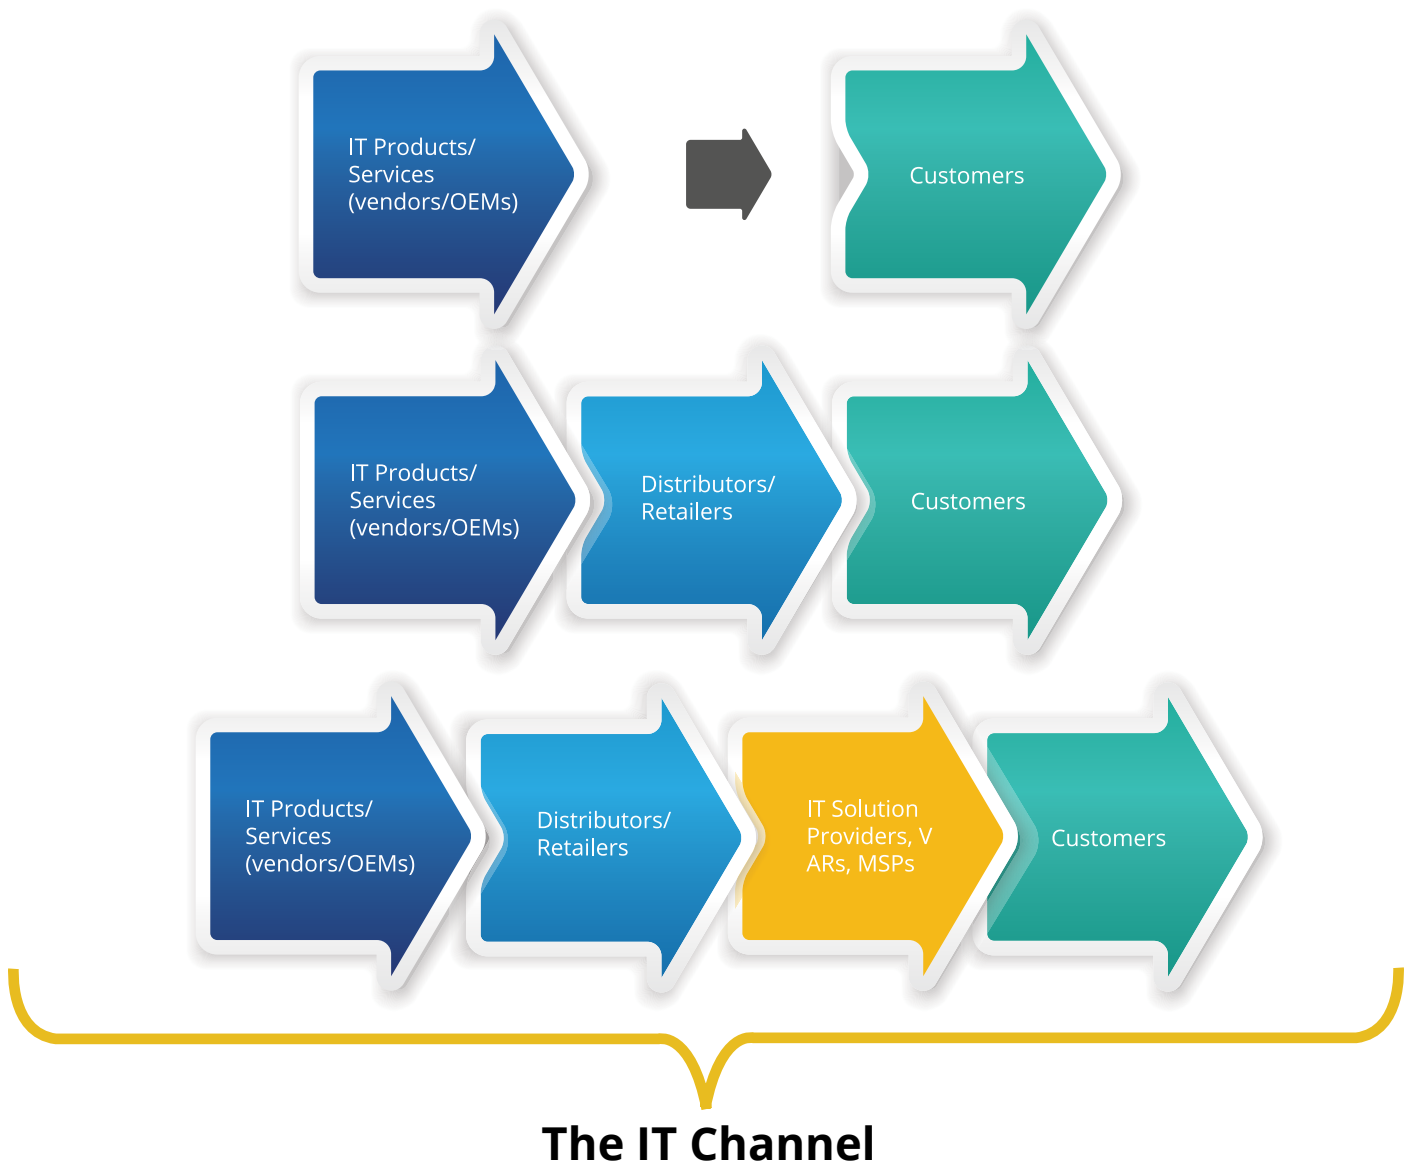 IT Products/
Services
(vendors/OEMs)
Customers
IT Products/
Services
(vendors/OEMs)
Distributors/
Retailers
Customers
IT Products/
Services
(vendors/OEMs)
Distributors/
Retailers
IT Solution
Providers, V
ARs, MSPs
Customers
The IT Channel